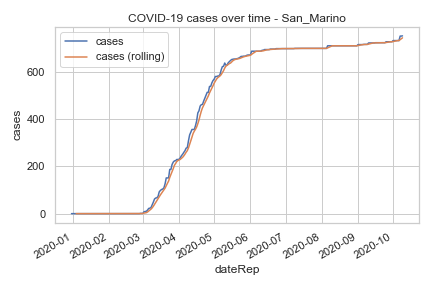 COVID-19 cases over time - San_Marino
cases
cases (rolling)
cases
600
400
200
0
2020-01
2020-02
2020-03
2020-04
2020-05
2020-06
2020-07
2020-08
2020-09
2020-10
dateRep